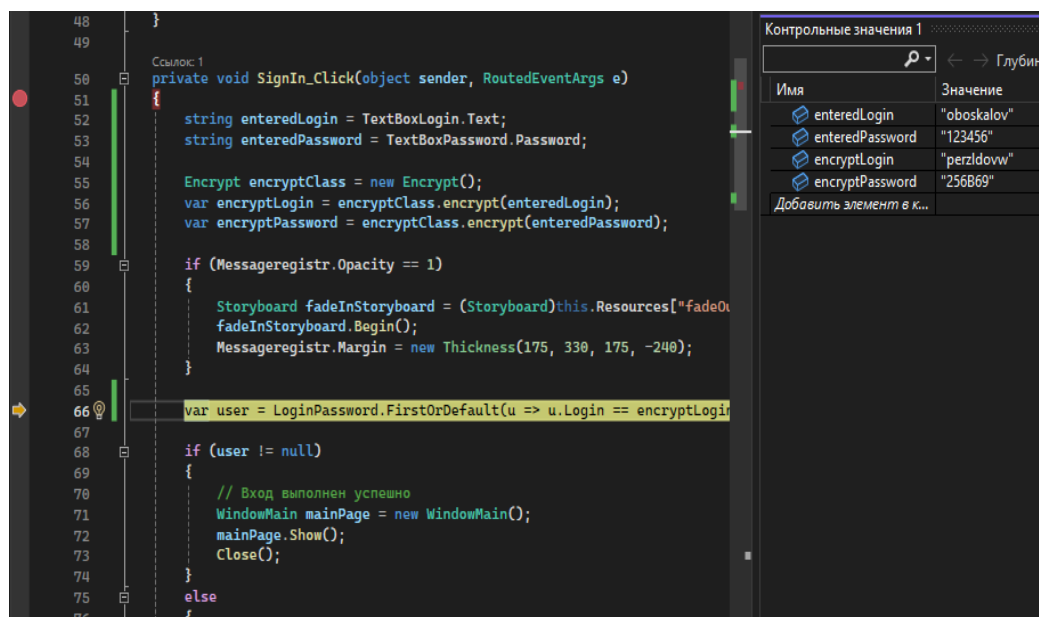 48 }
49
Ссылок: 1
50 private void SignIn_Click(object sender, RoutedEventArgs e)
51 {
52 string enteredLogin = TextBoxLogin.Text;
53 string enteredPassword = TextBoxPassword.Password;
54
55 Encrypt encryptClass = new Encrypt();
56 var encryptLogin = encryptClass.encrypt(enteredLogin);
57 var encryptPassword = encryptClass.encrypt(enteredPassword);
58
59 if (Messageregistr.Opacity == 1)
60 {
61 Storyboard fadeInStoryboard = (Storyboard)this.Resources["fadeOu
62 fadeInStoryboard.Begin();
63 Messageregistr.Margin = new Thickness(175, 330, 175, -240);
64 }
65
66 var user = LoginPassword.FirstOrDefault(u => u.Login == encryptLogin
67
68 if (user != null)
69 {
70 // Вход выполнен успешно
71 WindowMain mainPage = new WindowMain();
72 mainPage.Show();
73 Close();
74 }
75 else
Контрольные значения 1
Глубин
Имя Значение
enteredLogin "oboskalov"
enteredPassword "123456"
encryptLogin "perzldovw"
encryptPassword "256B69"
Добавить элемент в к...